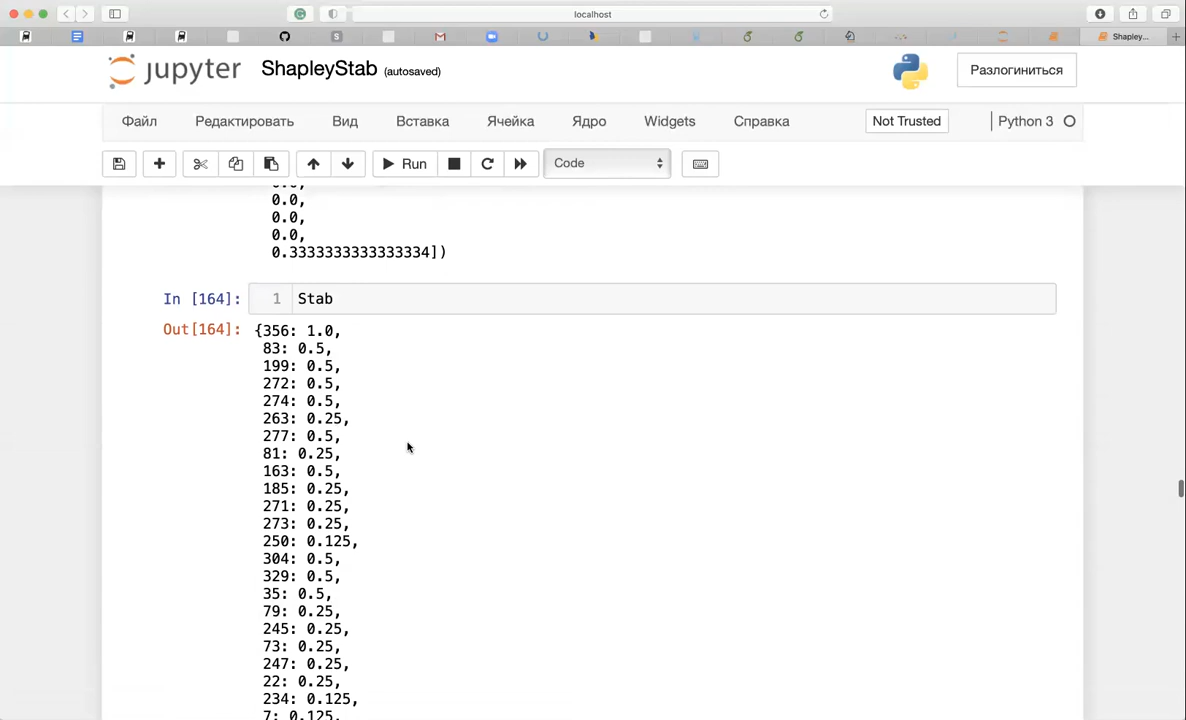 localhost
S
Shapley...
jupyter ShapleyStab (autosaved)
Разлогиниться
Файл Редактировать Вид Вставка Ячейка Ядро Widgets Справка Not Trusted Python 3
Run Code
0.0,
0.0,
0.0,
0.3333333333333334])
In [164]: 1 Stab
Out[164]: {356: 1.0,
83: 0.5,
199: 0.5,
272: 0.5,
274: 0.5,
263: 0.25,
277: 0.5,
81: 0.25,
163: 0.5,
185: 0.25,
271: 0.25,
273: 0.25,
250: 0.125,
304: 0.5,
329: 0.5,
35: 0.5,
79: 0.25,
245: 0.25,
73: 0.25,
247: 0.25,
22: 0.25,
234: 0.125,
7: 0.125,